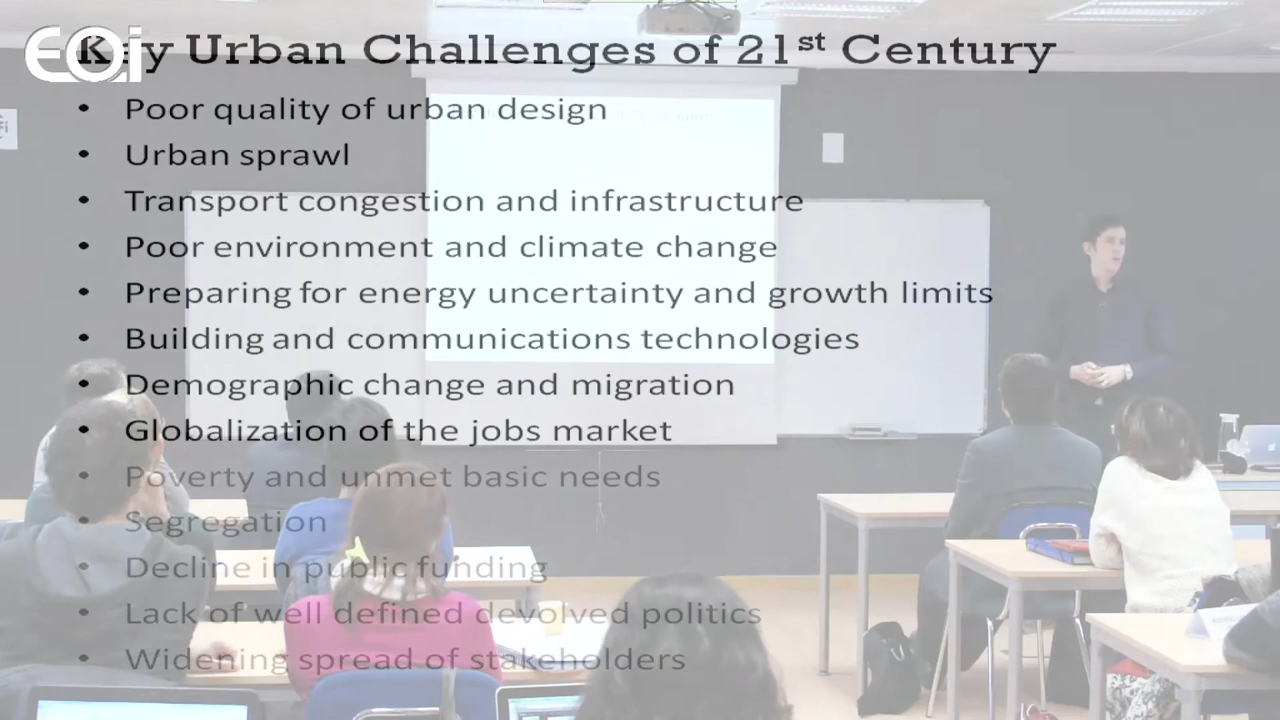 EOi
Key Urban Challenges of 21st Century
• Poor quality of urban design
• Urban sprawl
• Transport congestion and infrastructure
• Poor environment and climate change
• Preparing for energy uncertainty and growth limits
• Building and communications technologies
• Demographic change and migration
• Globalization of the jobs market
• Poverty and unmet basic needs
• Segregation
• Decline in public funding
• Lack of well defined devolved politics
• Widening spread of stakeholders